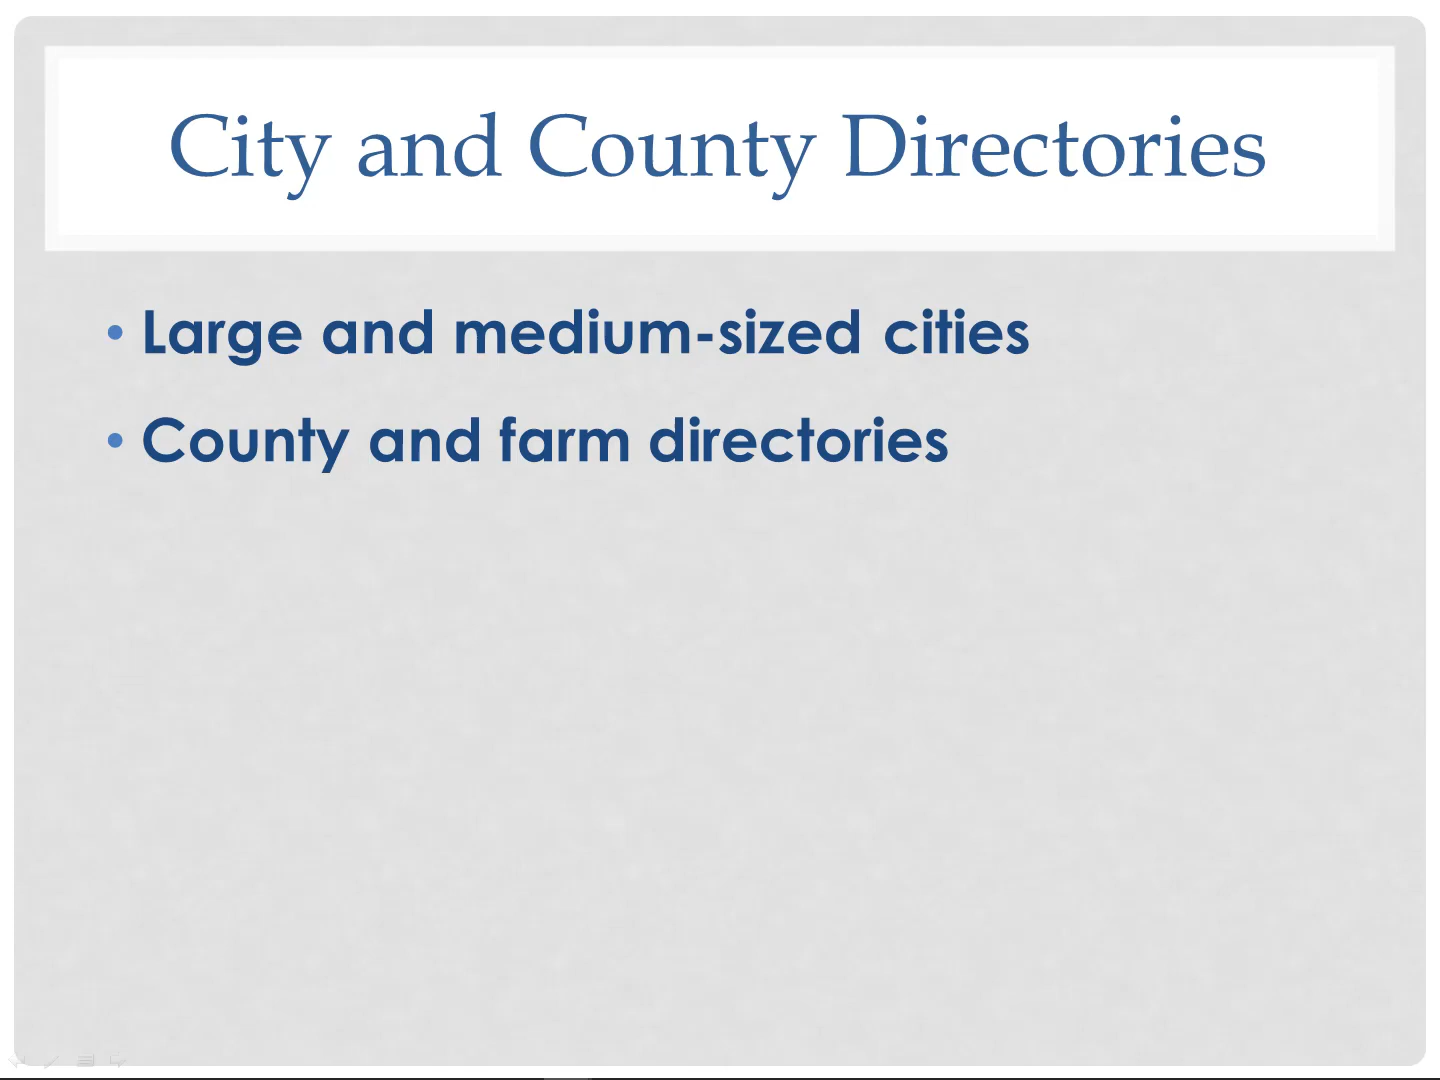 City and County Directories
• Large and medium-sized cities
• County and farm directories